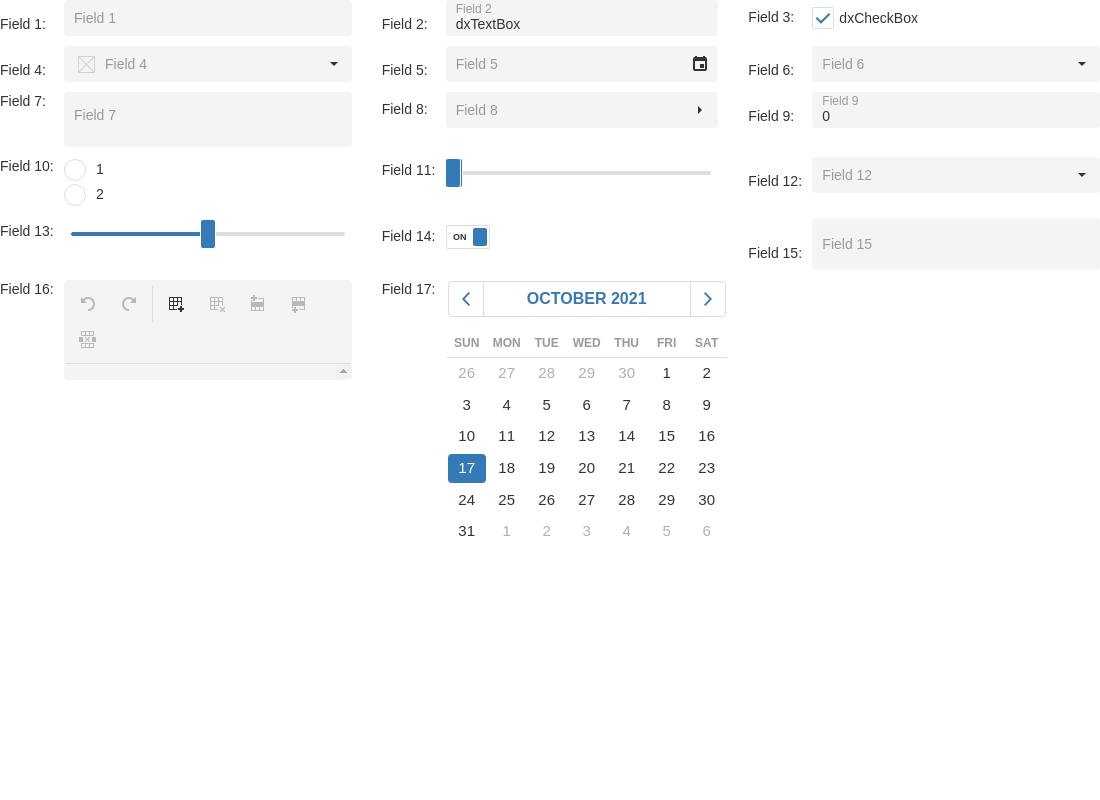 Field 1: Field 1
Field 2: Field 2
dxTextBox
Field 3: dxCheckBox
Field 4: Field 4
Field 5: Field 5
Field 6: Field 6
Field 7: Field 7
Field 8: Field 8
Field 9: Field 9
0
Field 10: 1
2
Field 11:
Field 12: Field 12
Field 13:
Field 14: ON
Field 15: Field 15
Field 16:
Field 17: OCTOBER 2021
SUN MON TUE WED THU FRI SAT
26 27 28 29 30 1 2
3 4 5 6 7 8 9
10 11 12 13 14 15 16
17 18 19 20 21 22 23
24 25 26 27 28 29 30
31 1 2 3 4 5 6